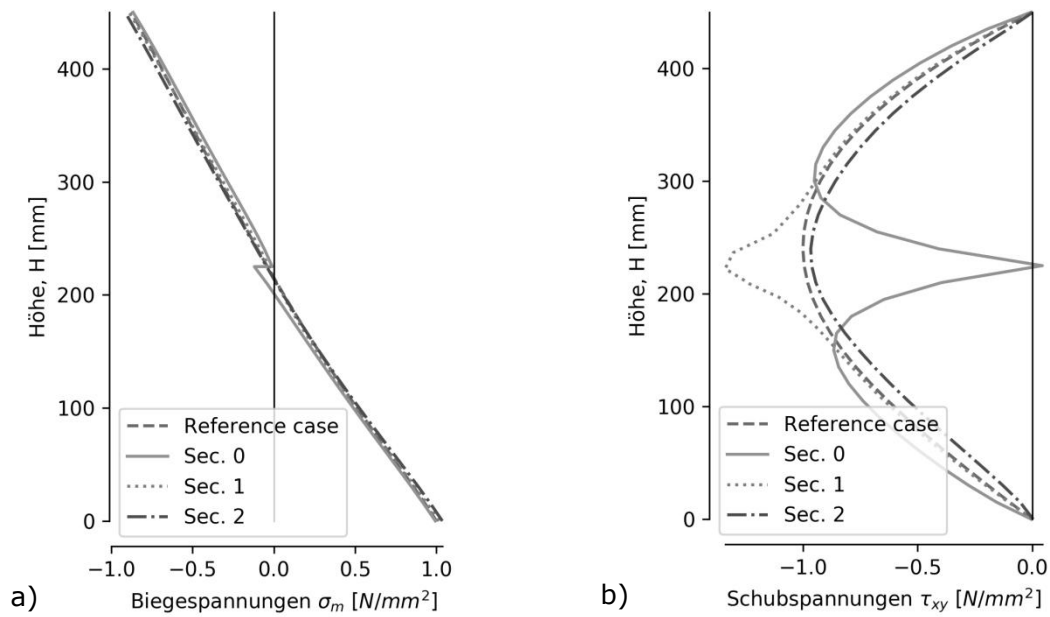 400
300
200
100
0
Höhe, H [mm]
Reference case
Sec. 0
Sec. 1
Sec. 2
−1.0 −0.5 0.0 0.5 1.0
a) Biegespannungen σm [N/mm²]
400
300
200
100
0
Höhe, H [mm]
Reference case
Sec. 0
Sec. 1
Sec. 2
−1.0 −0.5 0.0
b) Schubspannungen τxy [N/mm²]